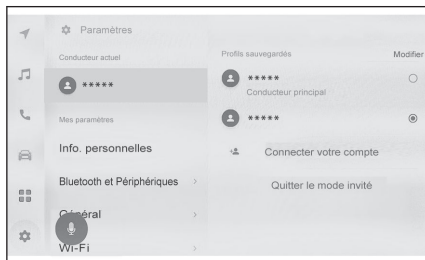 Paramètres
Conducteur actuel
*****
Mes paramètres
Info. personnelles
Bluetooth et Périphériques
Général
Wi-Fi
Profils sauvegardés Modifier
*****
Conducteur principal
*****
Connecter votre compte
Quitter le mode invité